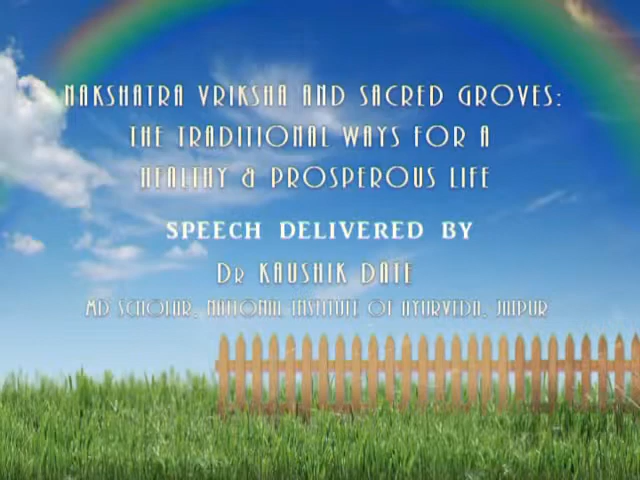 NAKSHATRA VRIKSHA AND SACRED GROVES:
THE TRADITIONAL WAYS FOR A
HEALTHY & PROSPEROUS LIFE
SPEECH DELIVERED BY
DR KAUSHIK DATE
MD SCHOLAR, NATIONAL INSTITUTE OF AYURVEDA, JAIPUR